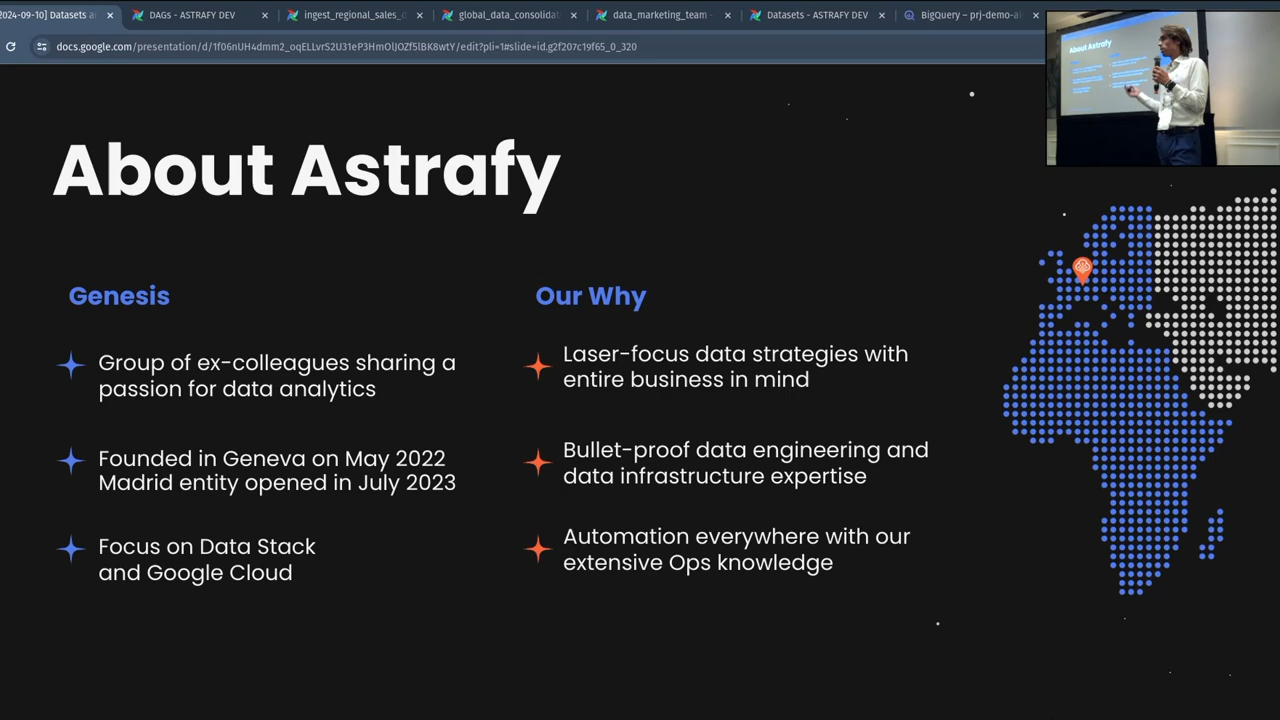 2024-09-10] Datasets a
DAGs - ASTRAFY DEV
ingest_regional_sales_
global_data_consolidat
data_marketing_team -
Datasets - ASTRAFY DEV
BigQuery – prj-demo-a
docs.google.com/presentation/d/1f06nUH4dmm2_oqELLvrS2U31eP3HmOlJOZf5lBK8wtY/edit?pli=1#slide=id.g2f207c19f65_0_320
About Astrafy
About Astrafy
Genesis
Group of ex-colleagues sharing a
passion for data analytics
Founded in Geneva on May 2022
Madrid entity opened in July 2023
Focus on Data Stack
and Google Cloud
Our Why
Laser-focus data strategies with
entire business in mind
Bullet-proof data engineering and
data infrastructure expertise
Automation everywhere with our
extensive Ops knowledge